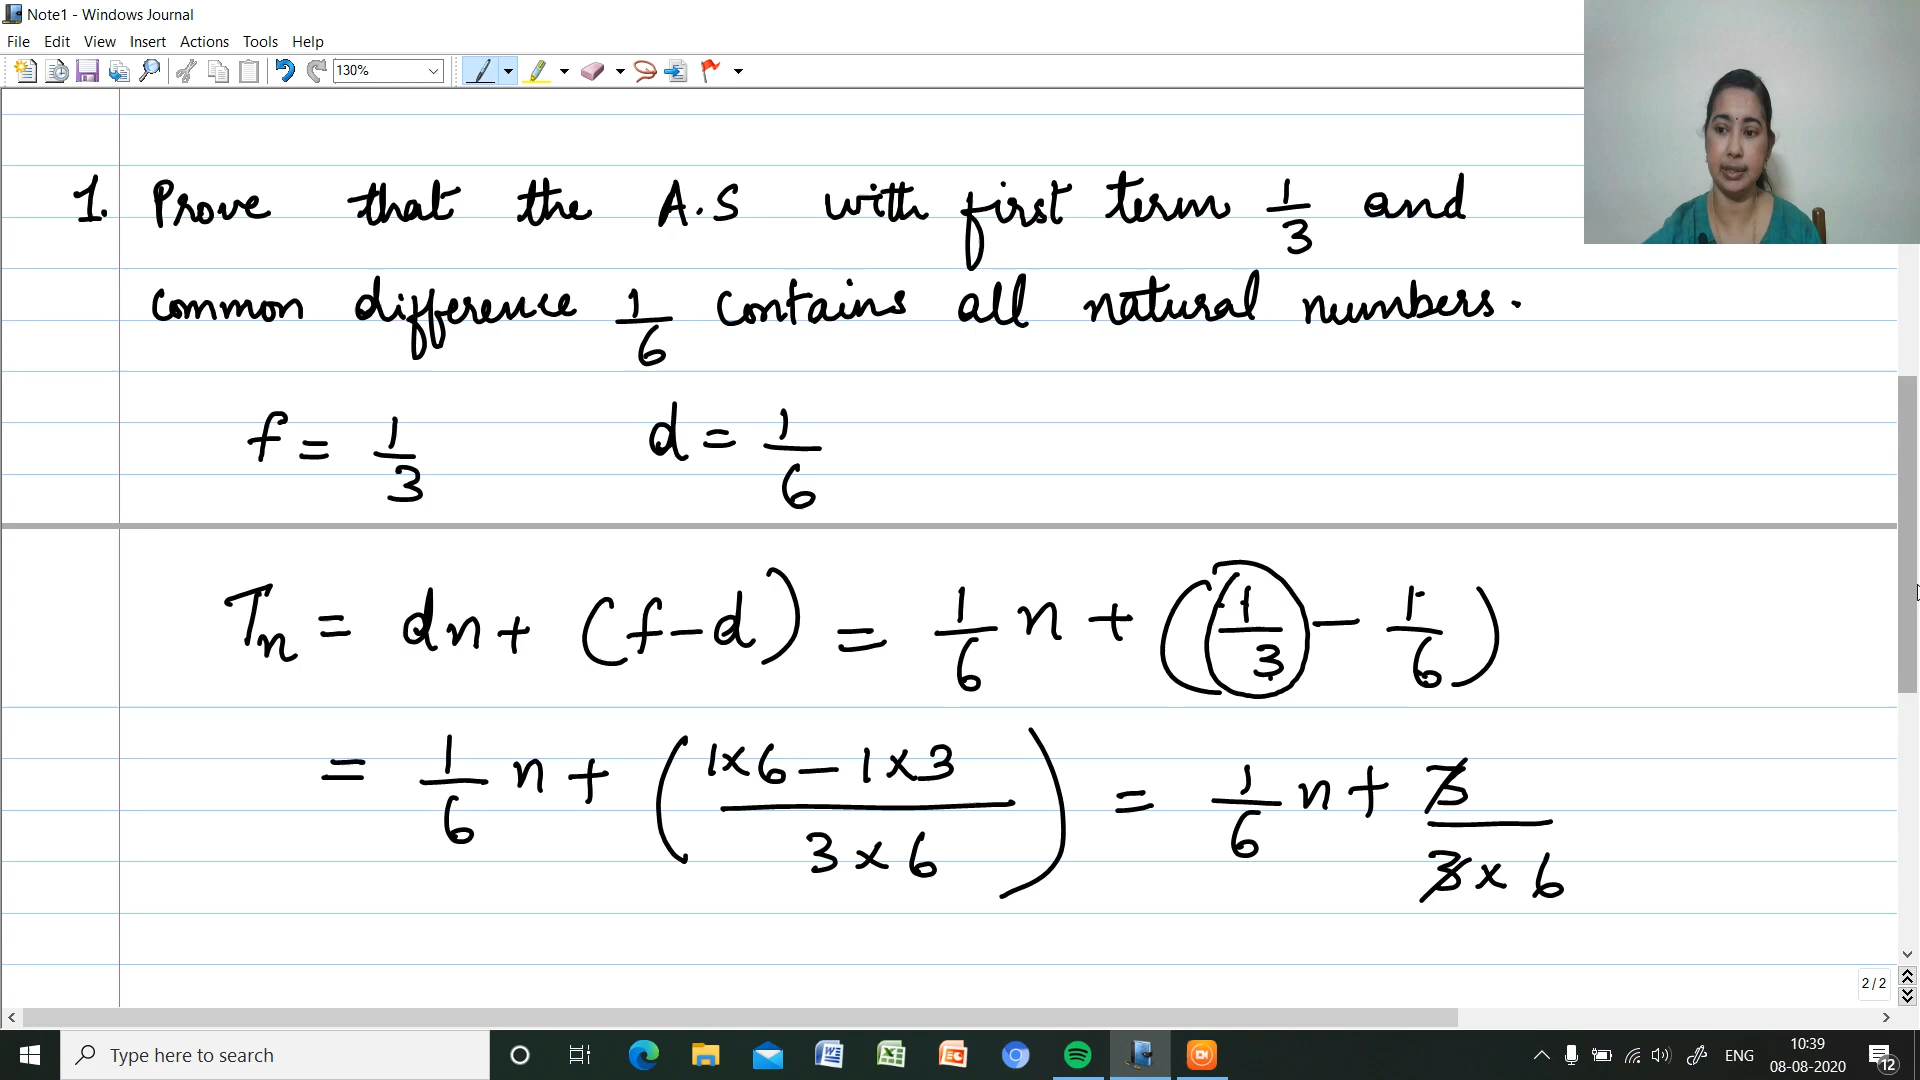 Note1 - Windows Journal
File Edit View Insert Actions Tools Help
130%
1. Prove that the A.S with first term 1/3 and
common difference 1/6 contains all natural numbers.
f = 1/3 d = 1/6
Tn = dn + (f-d) = 1/6 n + (1/3 - 1/6)
= 1/6 n + (1×6 - 1×3 / 3×6) = 1/6 n + 3/3×6
2 / 2
Type here to search
ENG
10:39
08-08-2020
12